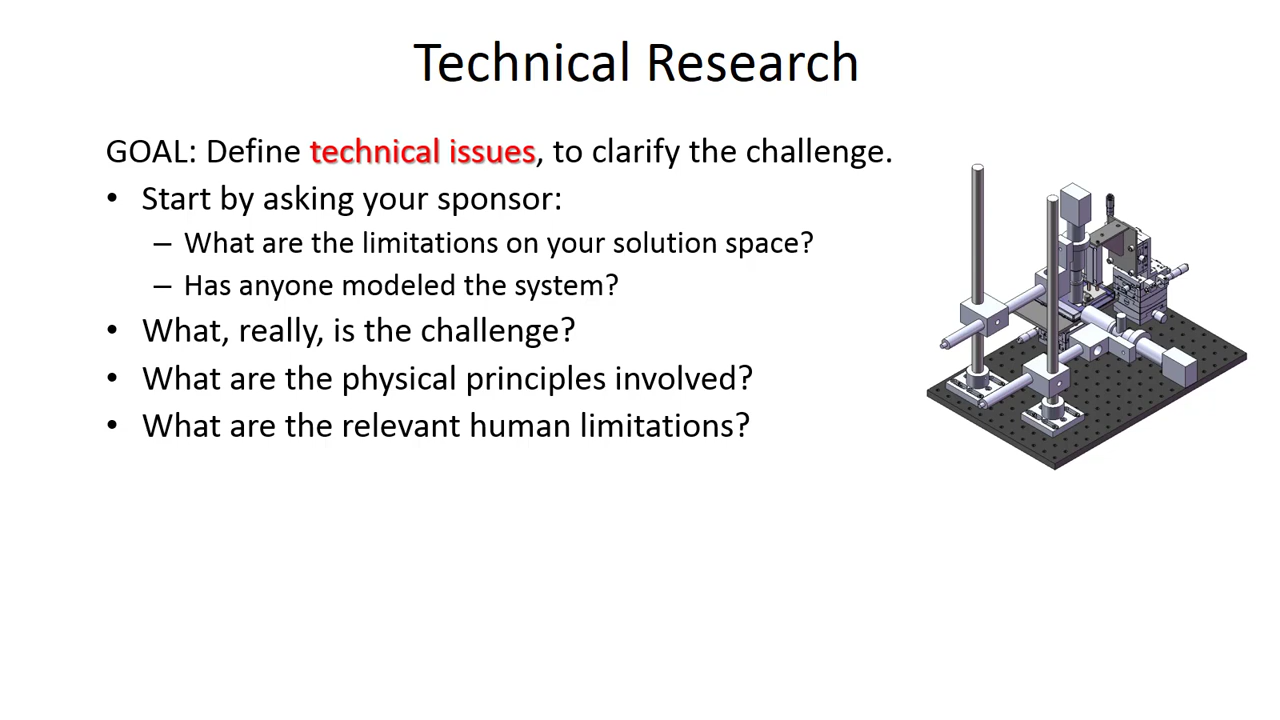 Technical Research
GOAL: Define technical issues, to clarify the challenge.
• Start by asking your sponsor:
– What are the limitations on your solution space?
– Has anyone modeled the system?
• What, really, is the challenge?
• What are the physical principles involved?
• What are the relevant human limitations?